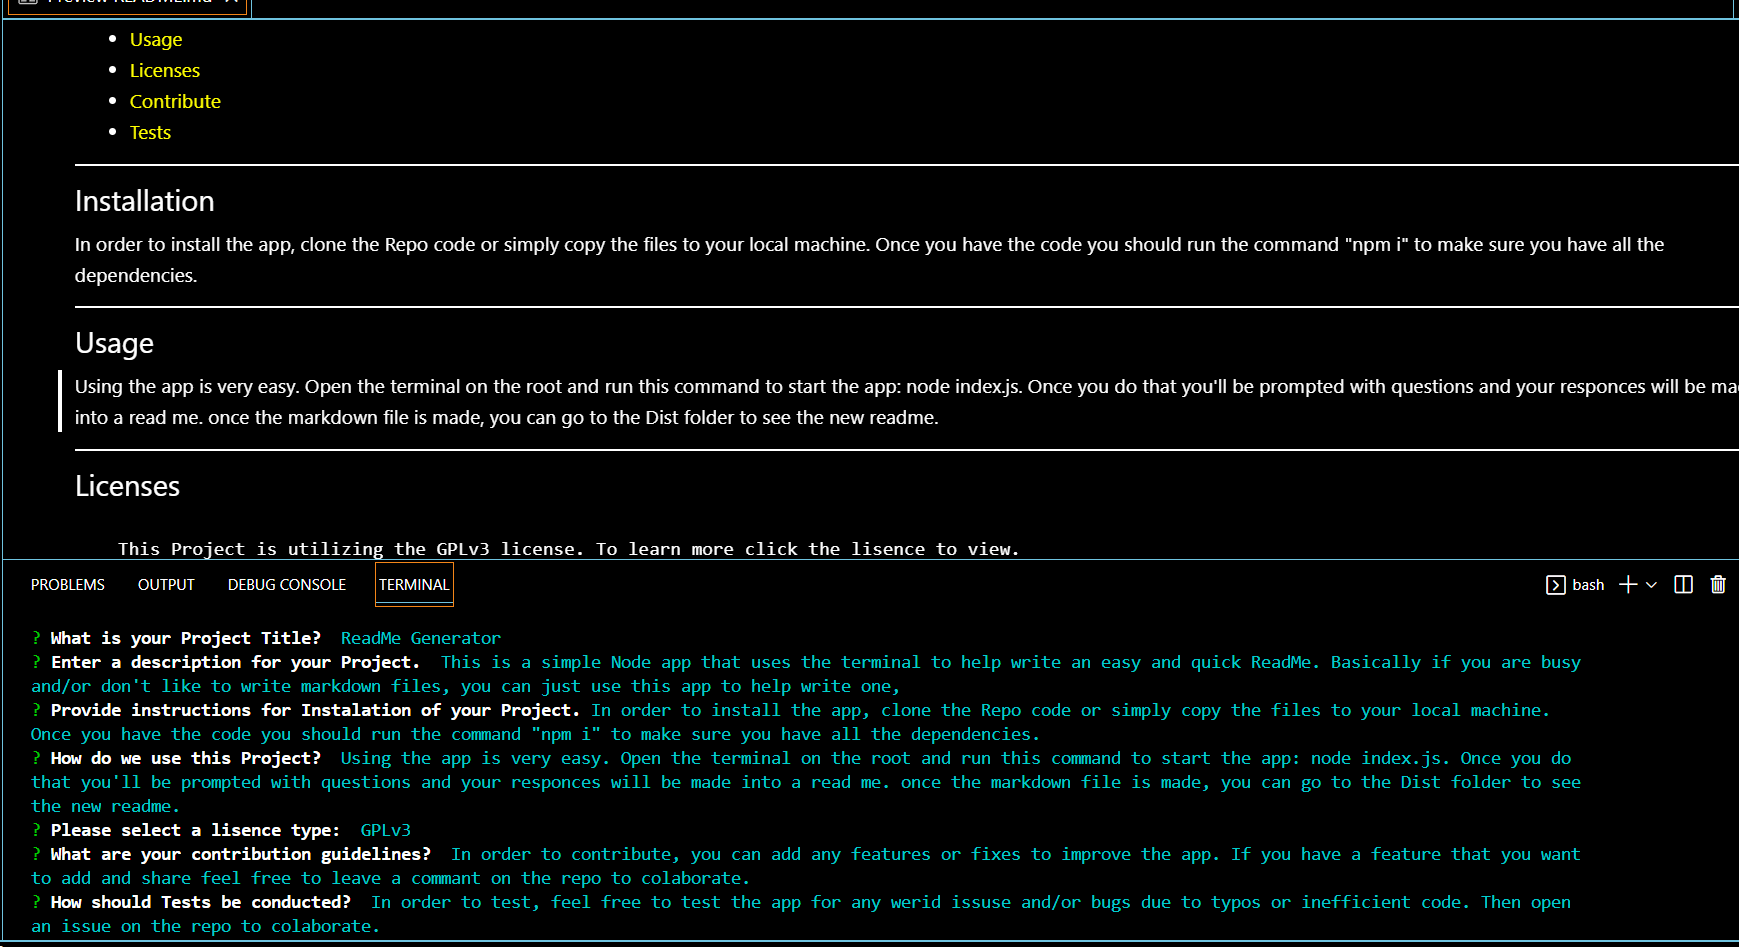 Preview README.md
Usage
Licenses
Contribute
Tests
Installation
In order to install the app, clone the Repo code or simply copy the files to your local machine. Once you have the code you should run the command "npm i" to make sure you have all the
dependencies.
Usage
Using the app is very easy. Open the terminal on the root and run this command to start the app: node index.js. Once you do that you'll be prompted with questions and your responces will be ma
into a read me. once the markdown file is made, you can go to the Dist folder to see the new readme.
Licenses
This Project is utilizing the GPLv3 license. To learn more click the lisence to view.
PROBLEMS OUTPUT DEBUG CONSOLE TERMINAL bash
? What is your Project Title? ReadMe Generator
? Enter a description for your Project. This is a simple Node app that uses the terminal to help write an easy and quick ReadMe. Basically if you are busy
and/or don't like to write markdown files, you can just use this app to help write one,
? Provide instructions for Instalation of your Project. In order to install the app, clone the Repo code or simply copy the files to your local machine.
Once you have the code you should run the command "npm i" to make sure you have all the dependencies.
? How do we use this Project? Using the app is very easy. Open the terminal on the root and run this command to start the app: node index.js. Once you do
that you'll be prompted with questions and your responces will be made into a read me. once the markdown file is made, you can go to the Dist folder to see
the new readme.
? Please select a lisence type: GPLv3
? What are your contribution guidelines? In order to contribute, you can add any features or fixes to improve the app. If you have a feature that you want
to add and share feel free to leave a commant on the repo to colaborate.
? How should Tests be conducted? In order to test, feel free to test the app for any werid issuse and/or bugs due to typos or inefficient code. Then open
an issue on the repo to colaborate.